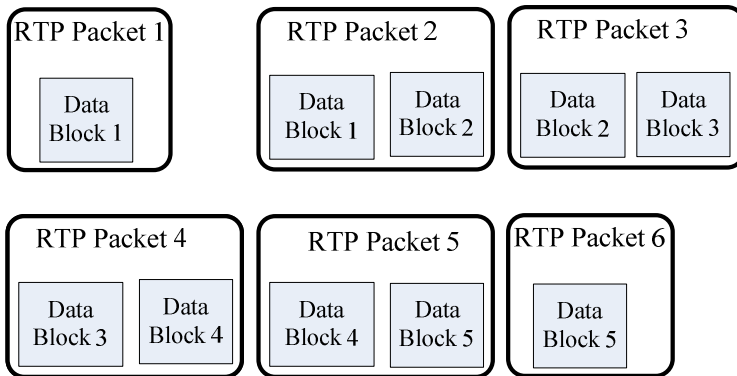 RTP Packet 1
Data
Block 1
RTP Packet 2
Data
Block 1
Data
Block 2
RTP Packet 3
Data
Block 2
Data
Block 3
RTP Packet 4
Data
Block 3
Data
Block 4
RTP Packet 5
Data
Block 4
Data
Block 5
RTP Packet 6
Data
Block 5